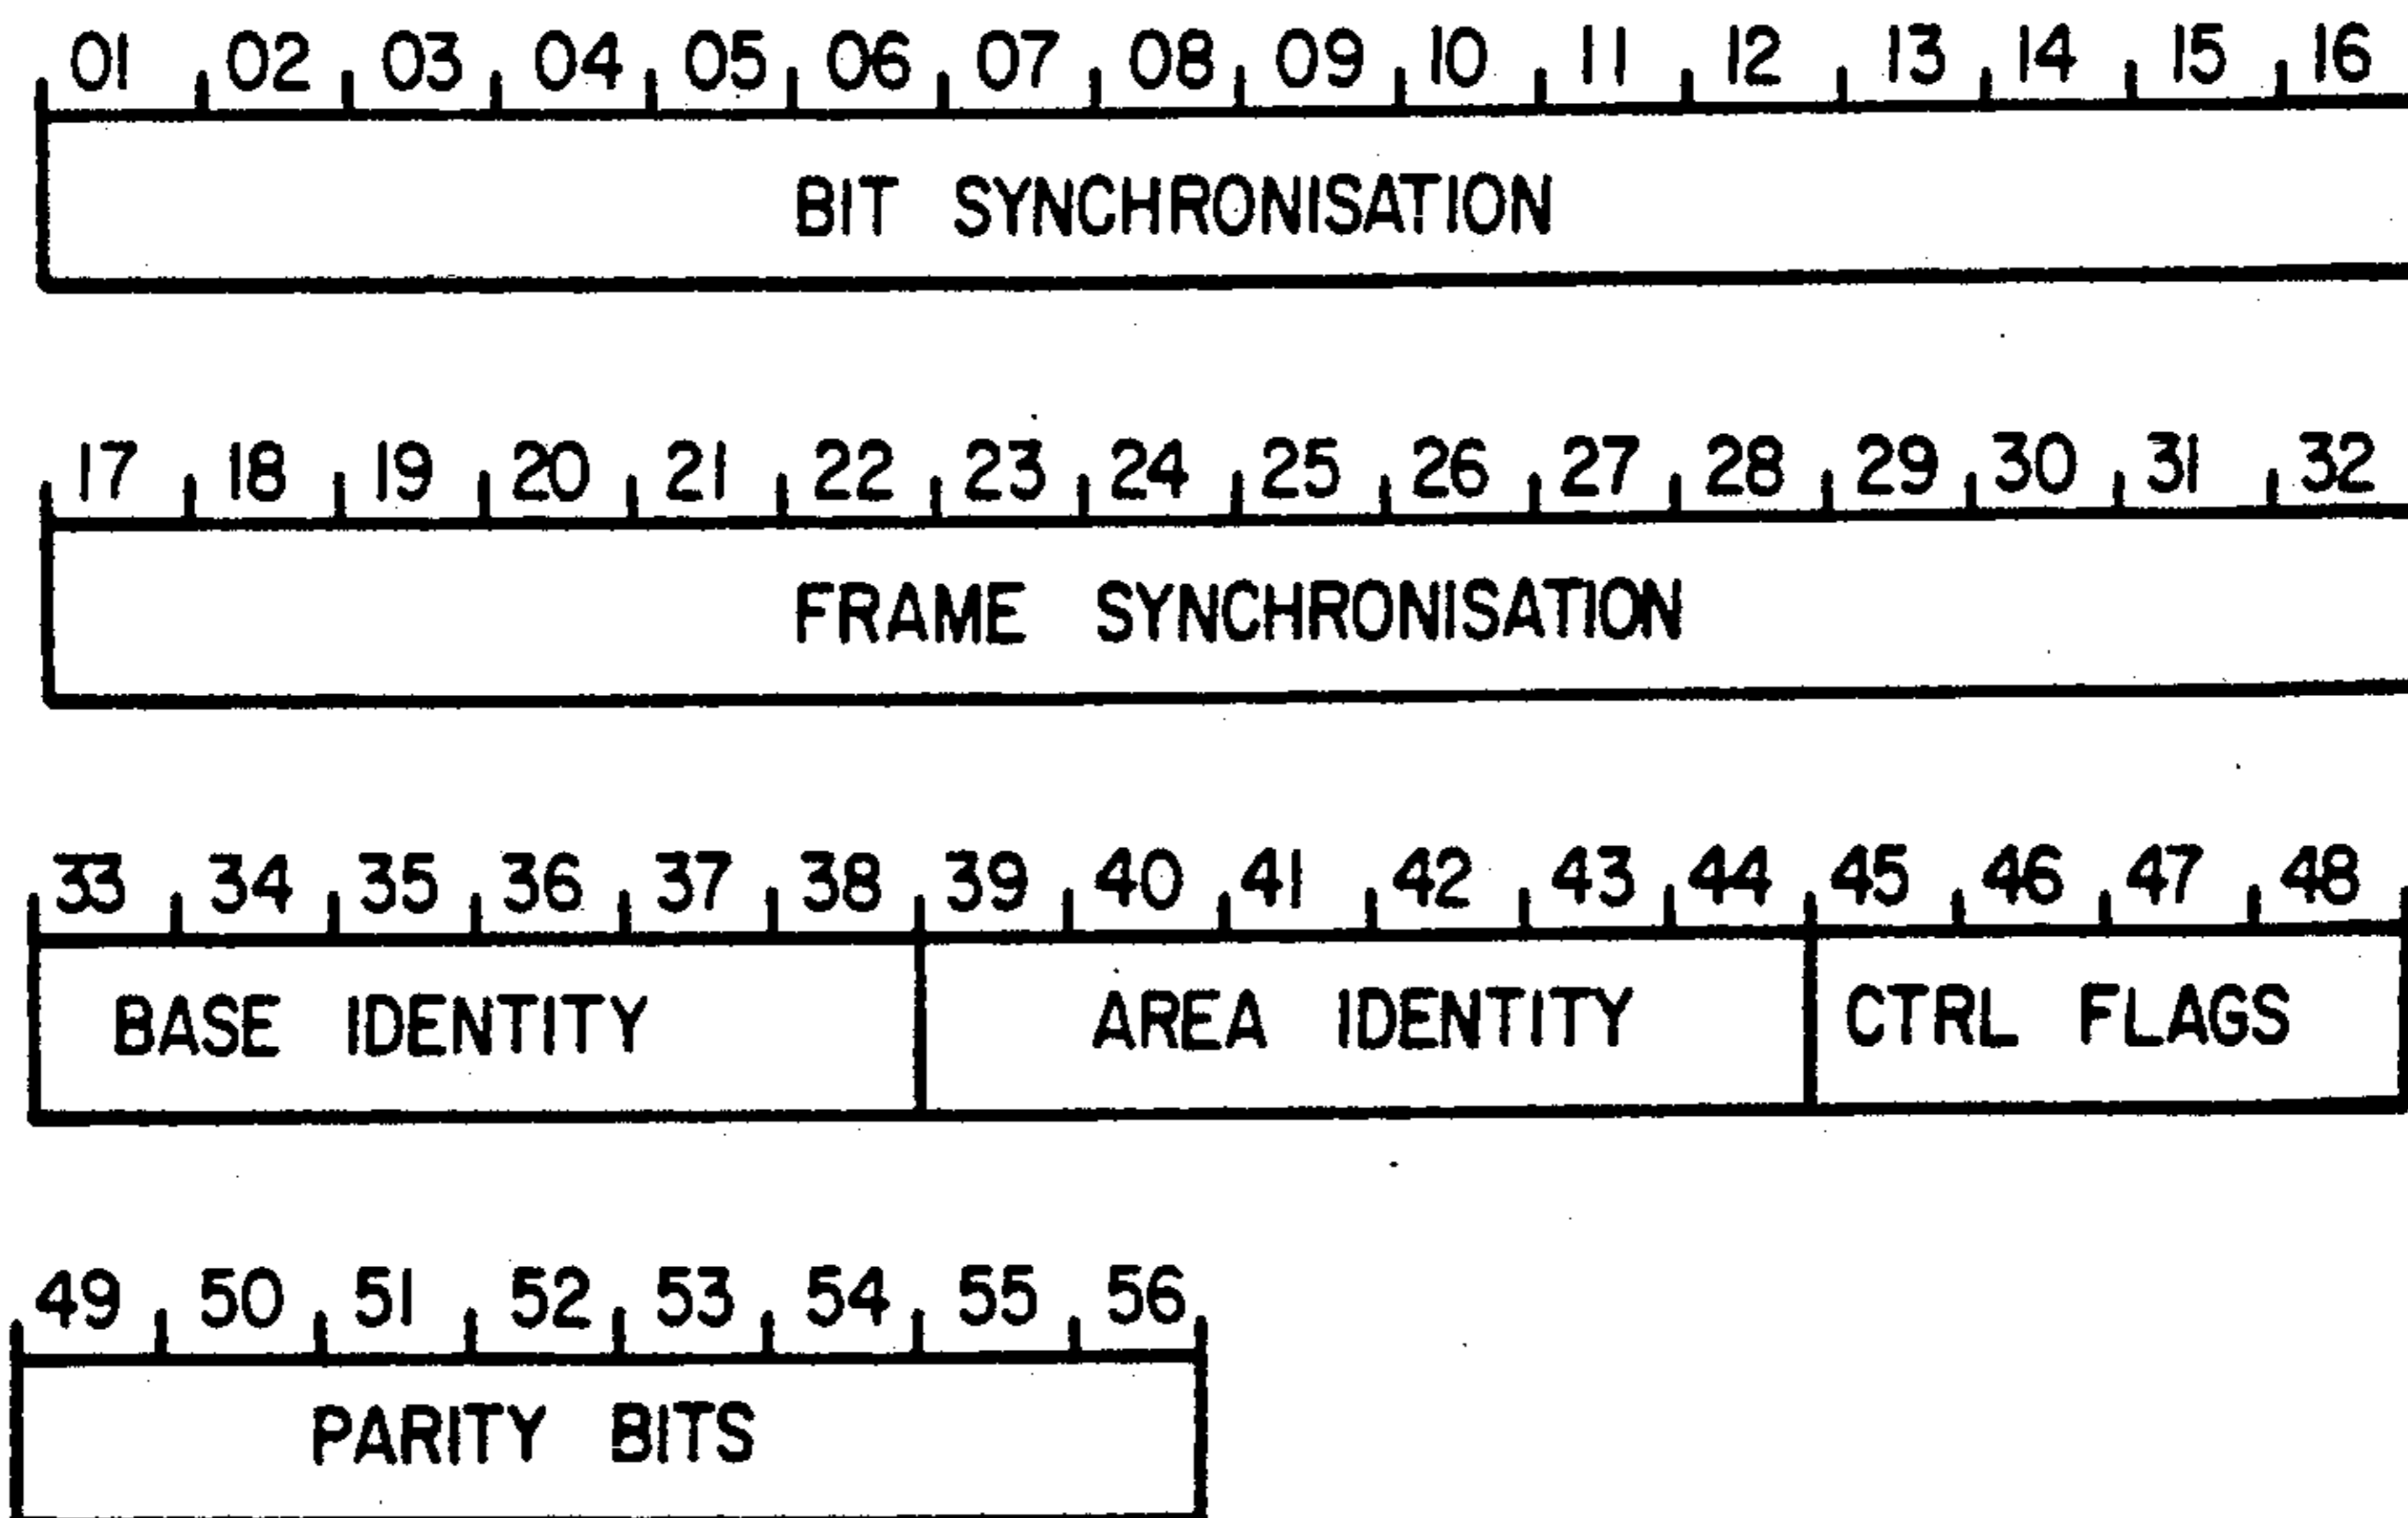 01 02 03 04 05 06 07 08 09 10 11 12 13 14 15 16
BIT SYNCHRONISATION
17 18 19 20 21 22 23 24 25 26 27 28 29 30 31 32
FRAME SYNCHRONISATION
33 34 35 36 37 38 39 40 41 42 43 44 45 46 47 48
BASE IDENTITY AREA IDENTITY CTRL FLAGS
49 50 51 52 53 54 55 56
PARITY BITS